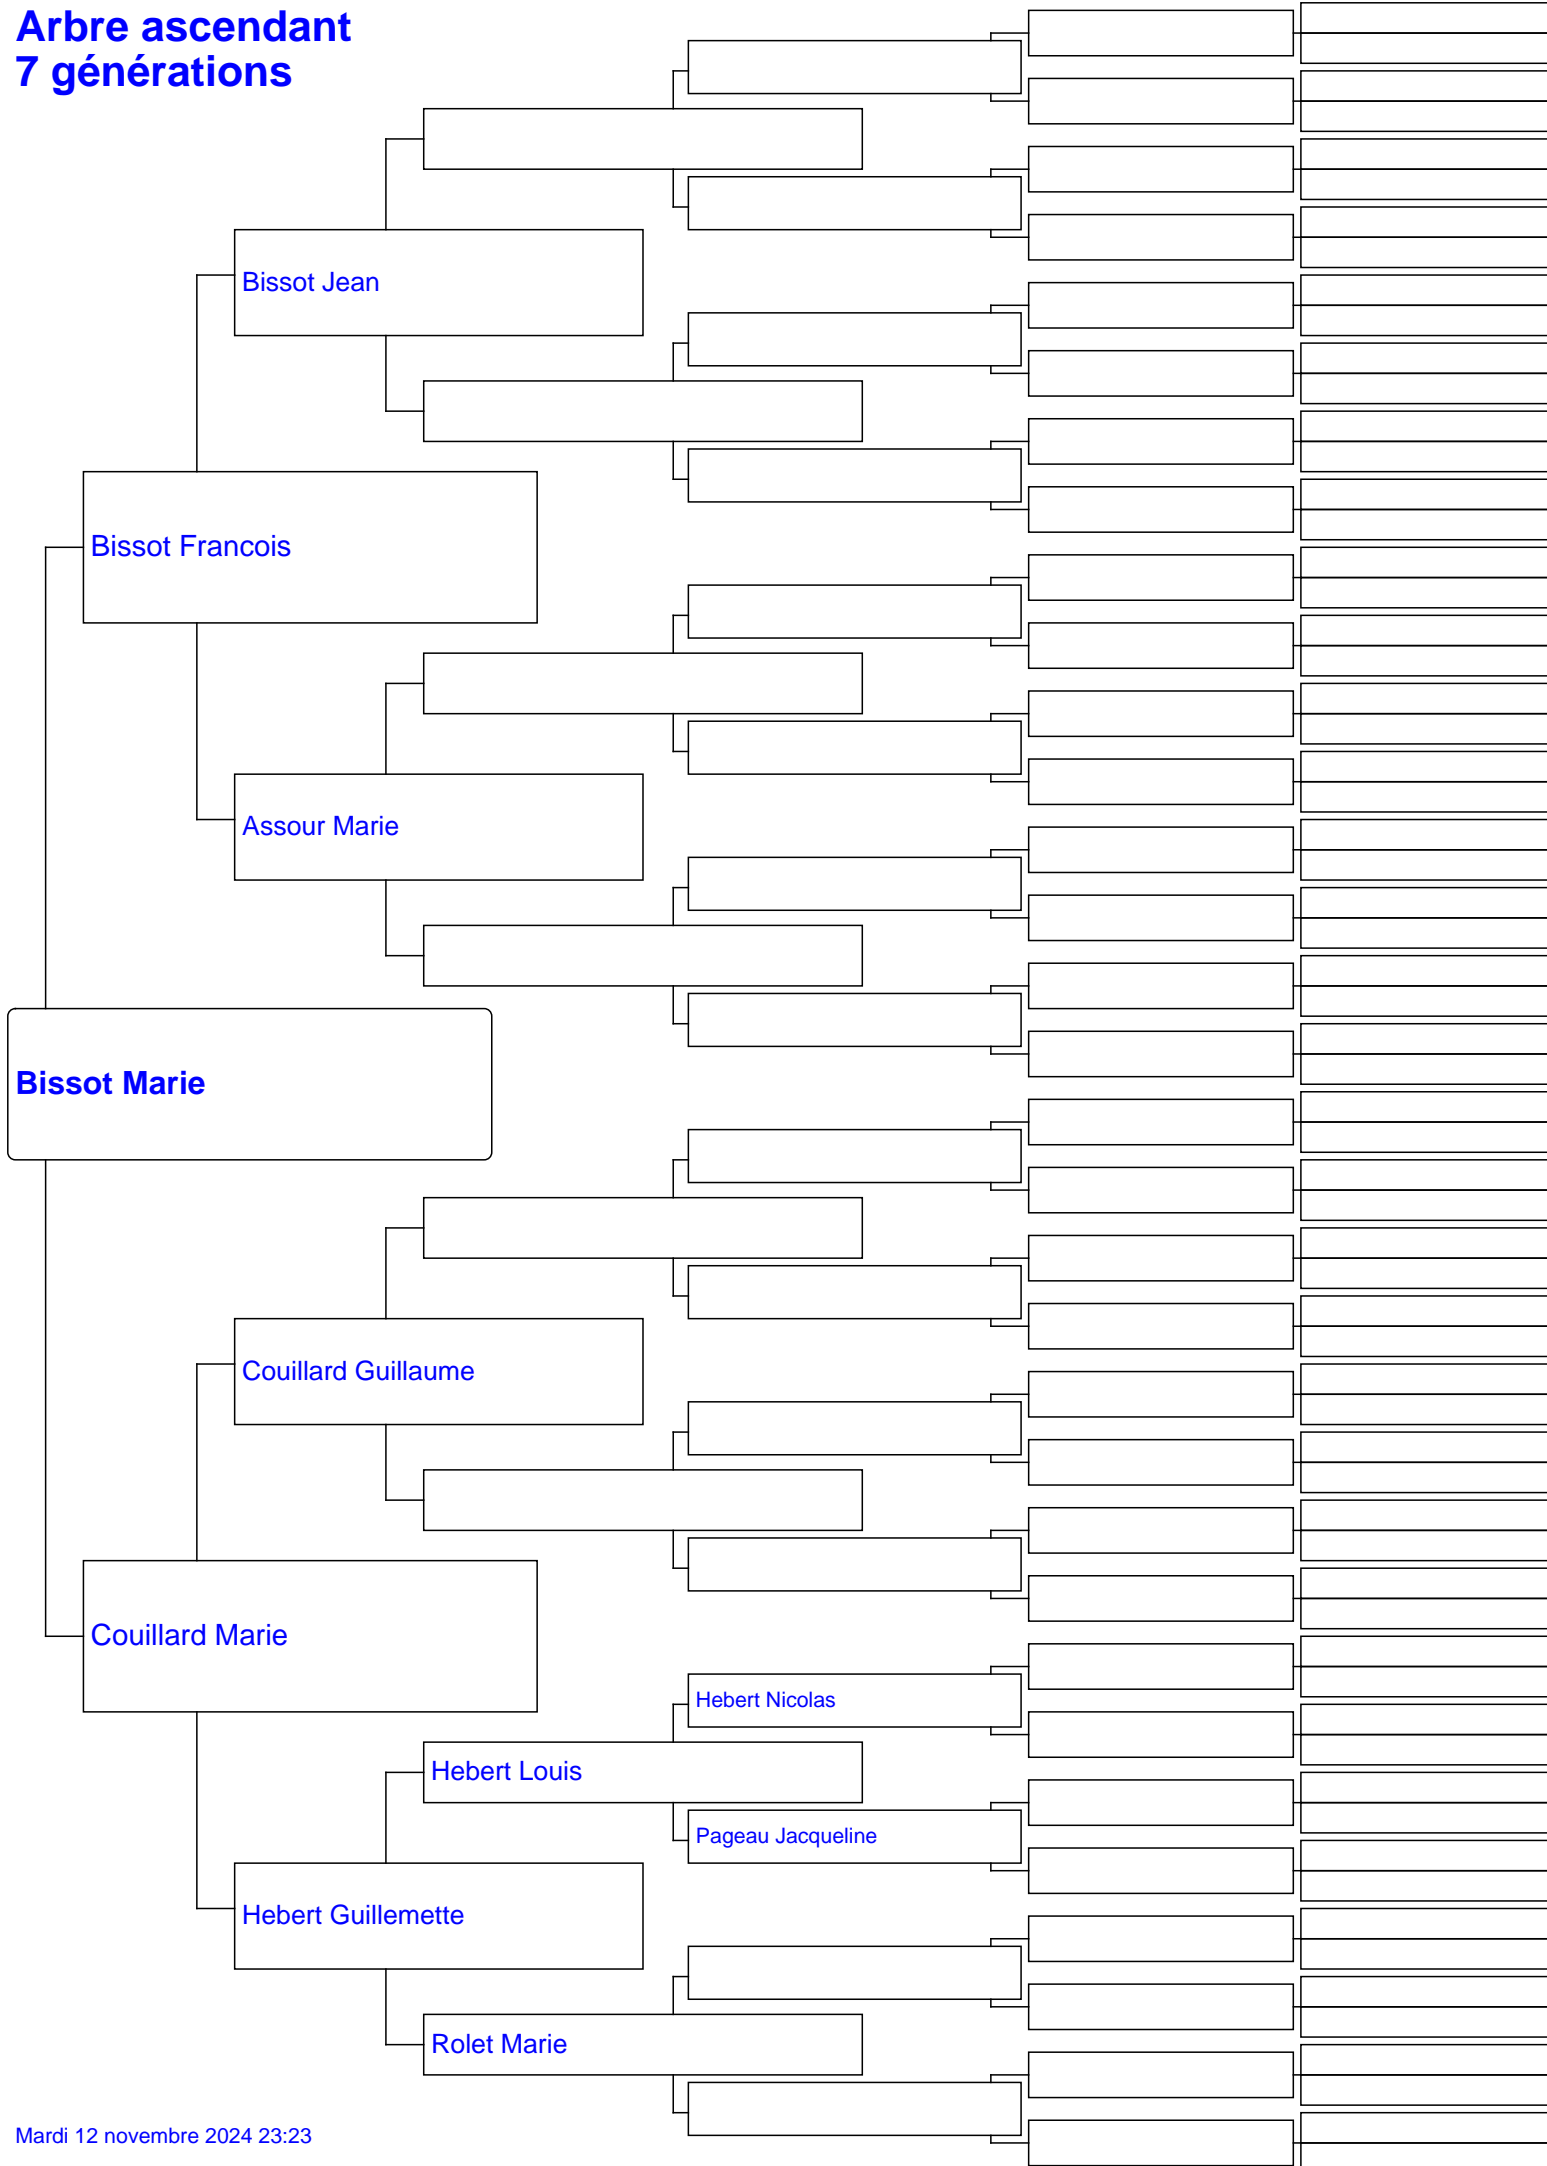 Arbre ascendant
7 générations
Bissot Jean
Bissot Francois
Assour Marie
Bissot Marie
Couillard Guillaume
Couillard Marie
Hebert Nicolas
Hebert Louis
Pageau Jacqueline
Hebert Guillemette
Rolet Marie
Mardi 12 novembre 2024 23:23